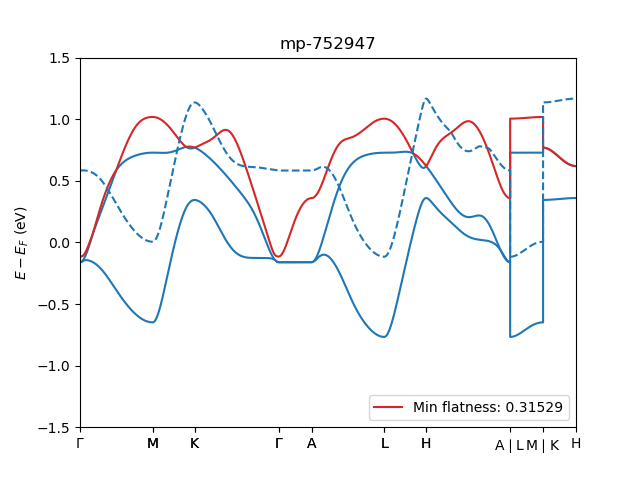 mp-752947
1.5
1.0
0.5
0.0
−0.5
−1.0
−1.5
E − E_F (eV)
Min flatness: 0.31529
Γ M K Γ A L H A | L M | K H